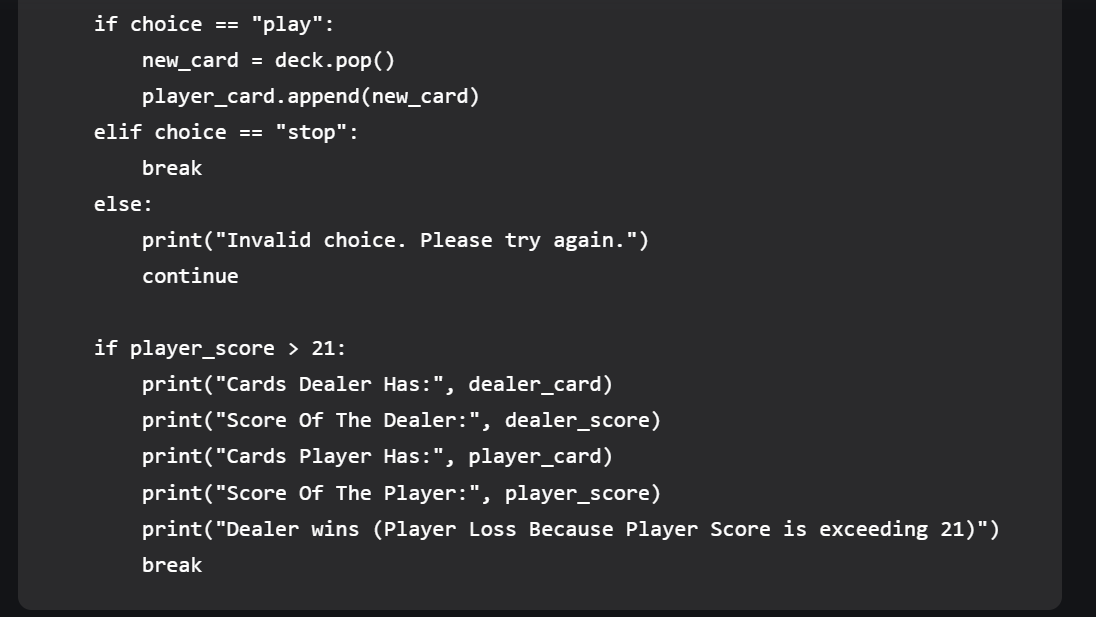 if choice == "play":
new_card = deck.pop()
player_card.append(new_card)
elif choice == "stop":
break
else:
print("Invalid choice. Please try again.")
continue
if player_score > 21:
print("Cards Dealer Has:", dealer_card)
print("Score Of The Dealer:", dealer_score)
print("Cards Player Has:", player_card)
print("Score Of The Player:", player_score)
print("Dealer wins (Player Loss Because Player Score is exceeding 21)")
break